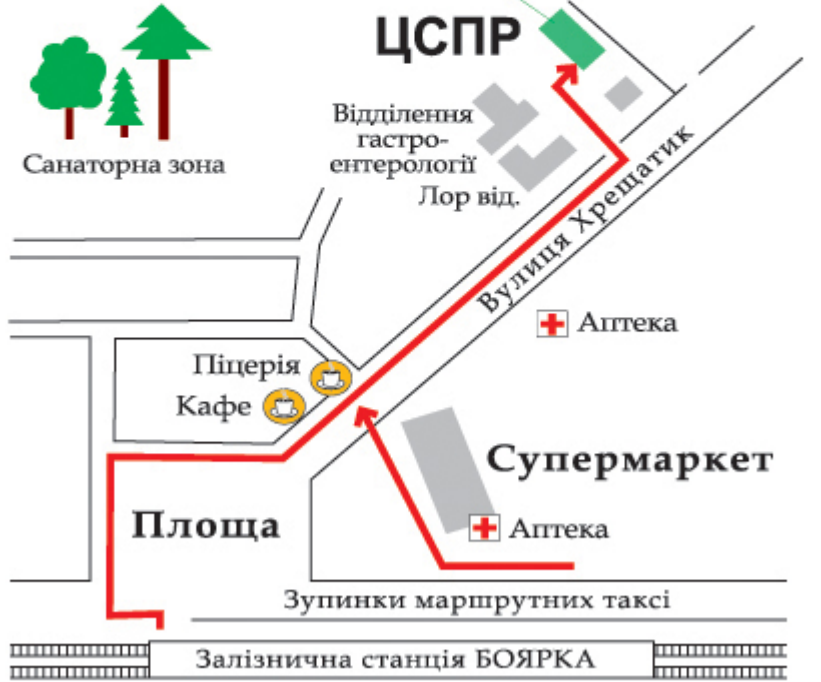 ЦСПР
Відділення
гастро-
ентерології
Лор від.
Санаторна зона
Вулиця Хрещатик
Аптека
Піцерія
Кафе
Супермаркет
Площа
Аптека
Зупинки маршрутних таксі
Залізнична станція БОЯРКА